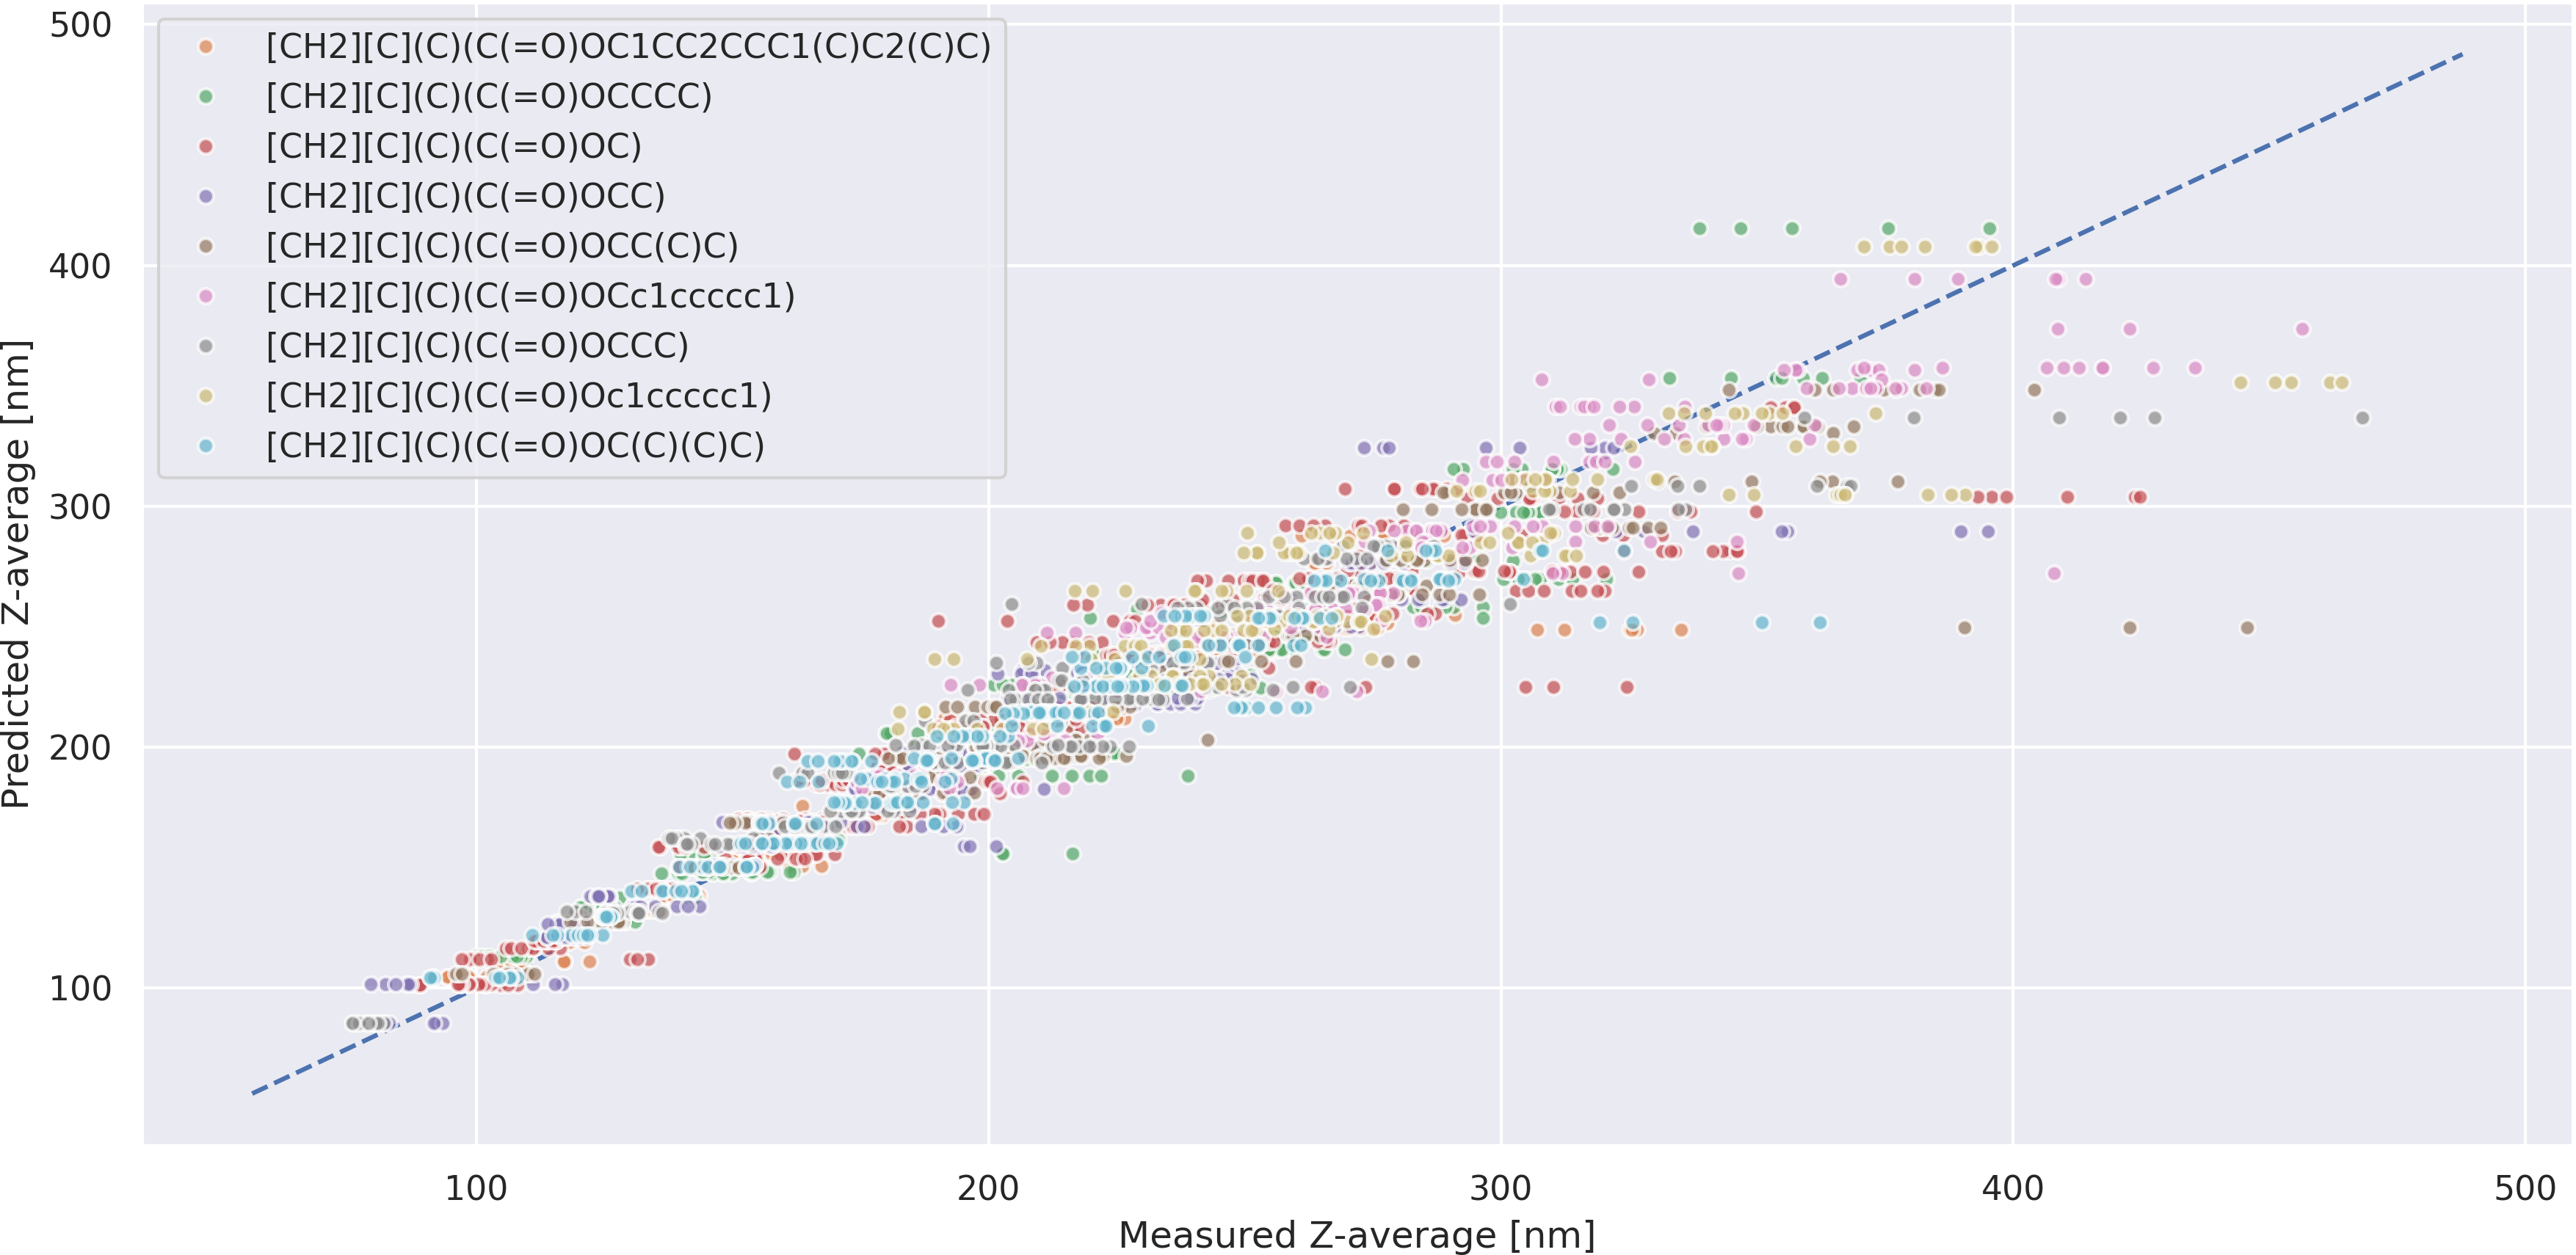 500
400
300
200
100
Predicted Z-average [nm]
[CH2][C](C)(C(=O)OC1CC2CCC1(C)C2(C)C)
[CH2][C](C)(C(=O)OCCCC)
[CH2][C](C)(C(=O)OC)
[CH2][C](C)(C(=O)OCC)
[CH2][C](C)(C(=O)OCC(C)C)
[CH2][C](C)(C(=O)OCc1ccccc1)
[CH2][C](C)(C(=O)OCCC)
[CH2][C](C)(C(=O)Oc1ccccc1)
[CH2][C](C)(C(=O)OC(C)(C)C)
100 200 300 400 500
Measured Z-average [nm]